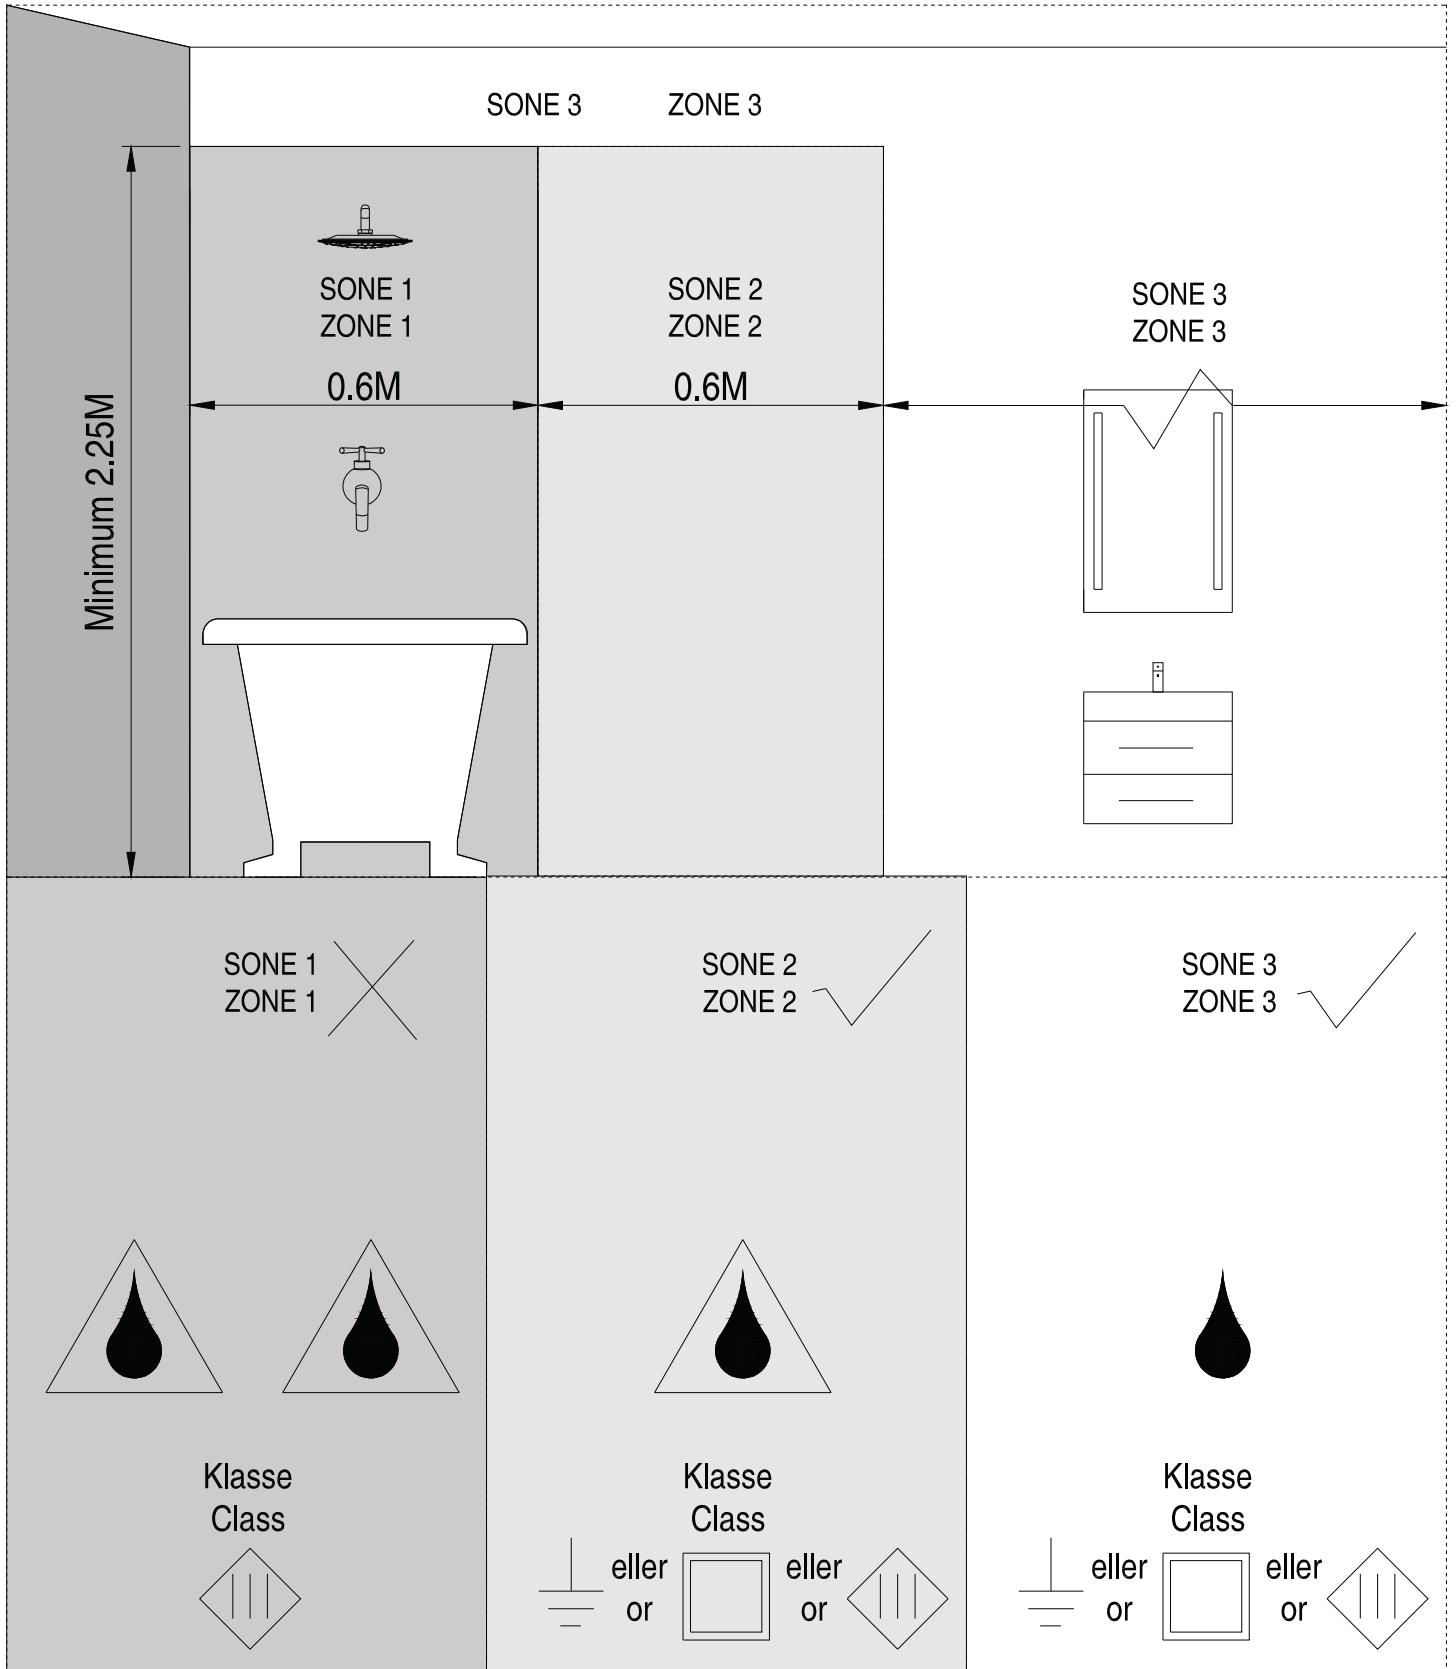 SONE 3 ZONE 3
SONE 1
ZONE 1
0.6M
SONE 2
ZONE 2
0.6M
SONE 3
ZONE 3
Minimum 2.25M
SONE 1
ZONE 1
SONE 2
ZONE 2
SONE 3
ZONE 3
Klasse
Class
Klasse
Class
eller
or
eller
or
Klasse
Class
eller
or
eller
or